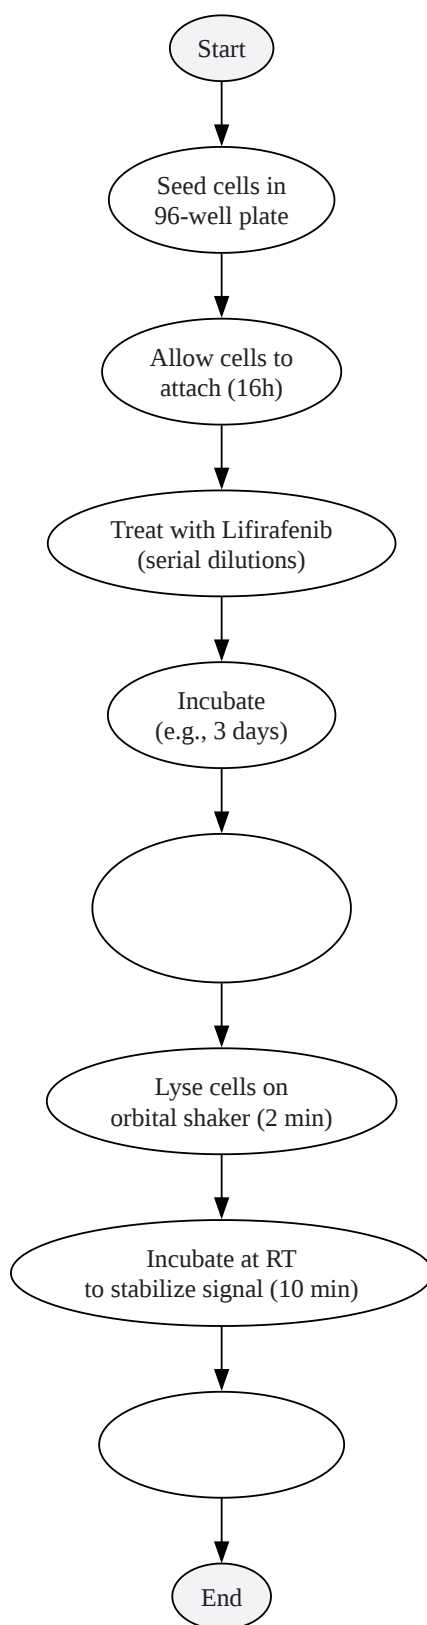 Start
Seed cells in
96-well plate
Allow cells to
attach (16h)
Treat with Lifirafenib
(serial dilutions)
Incubate
(e.g., 3 days)
Lyse cells on
orbital shaker (2 min)
Incubate at RT
to stabilize signal (10 min)
End